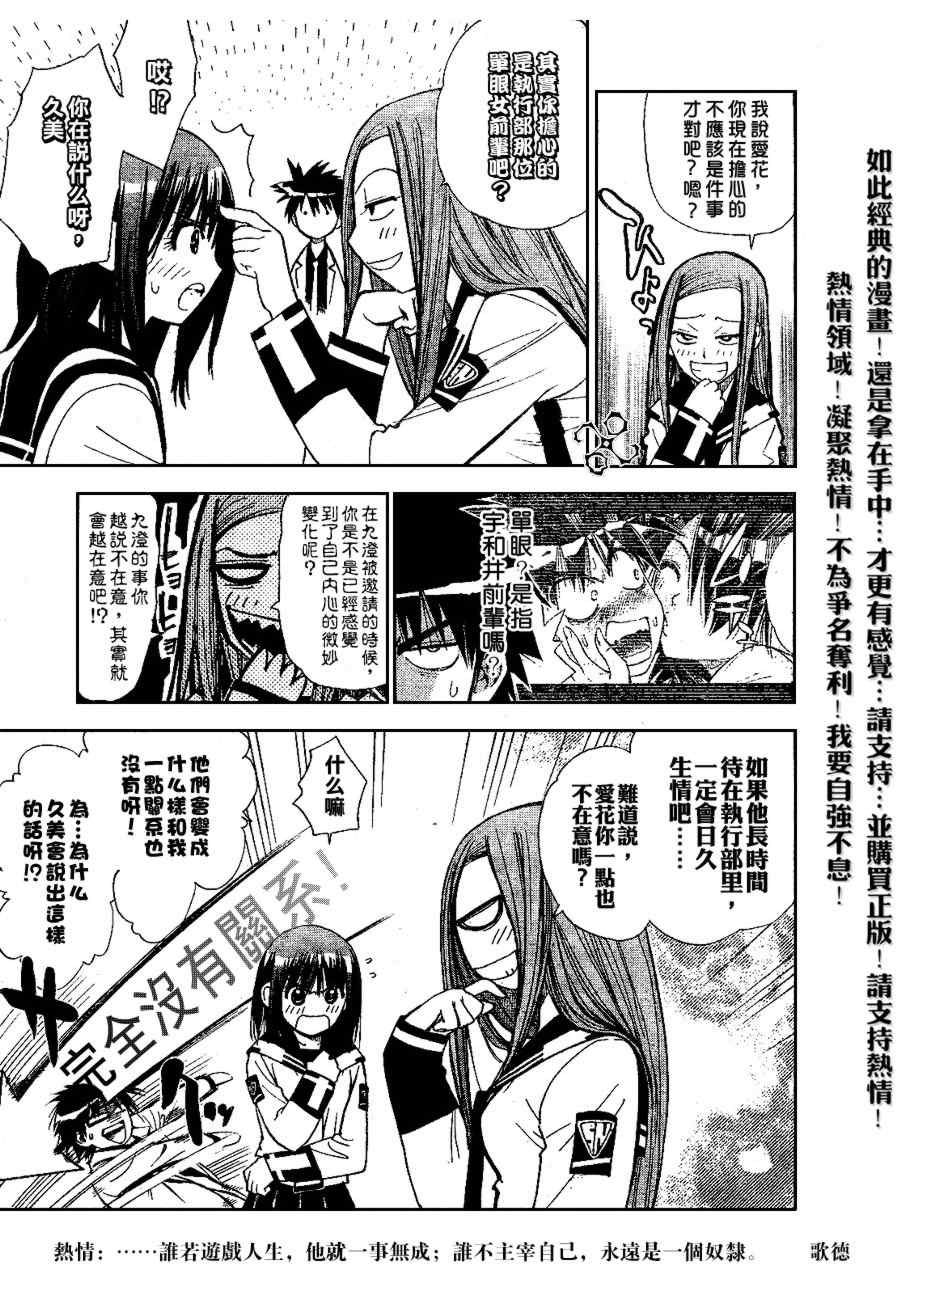 如此經典的漫畫！還是拿在手中…才更有感覺…請支持…並購買正版！請支持熱情！
熱情領域！凝聚熱情！不為爭名奪利！我要自強不息！
我説愛花，
你現在擔心的
不應該是件事
才對吧？嗯？
ひひょ
其實你擔心的
是執行部那位
單眼女前輩吧？
哎!?
你在説什么呀，
久美
單眼？是指
宇和井前輩嗎？
在九澄被邀請的時候，
你是不是已經感覺
到了自己内心的微妙
變化呢？
九澄的事你
越説不在意，其實就
會越在意吧!?
如果他長時間
待在執行部里，
一定會日久
生情吧……
難道説，
愛花你一點也
不在意嗎？
什么嘛
他們會變成
什么樣和我
一點關系也
没有呀！
為…為什么
久美會説出這樣
的話呀!?
完全没有關系！
熱情：……誰若遊戲人生，他就一事無成；誰不主宰自己，永遠是一個奴隸。 歌德